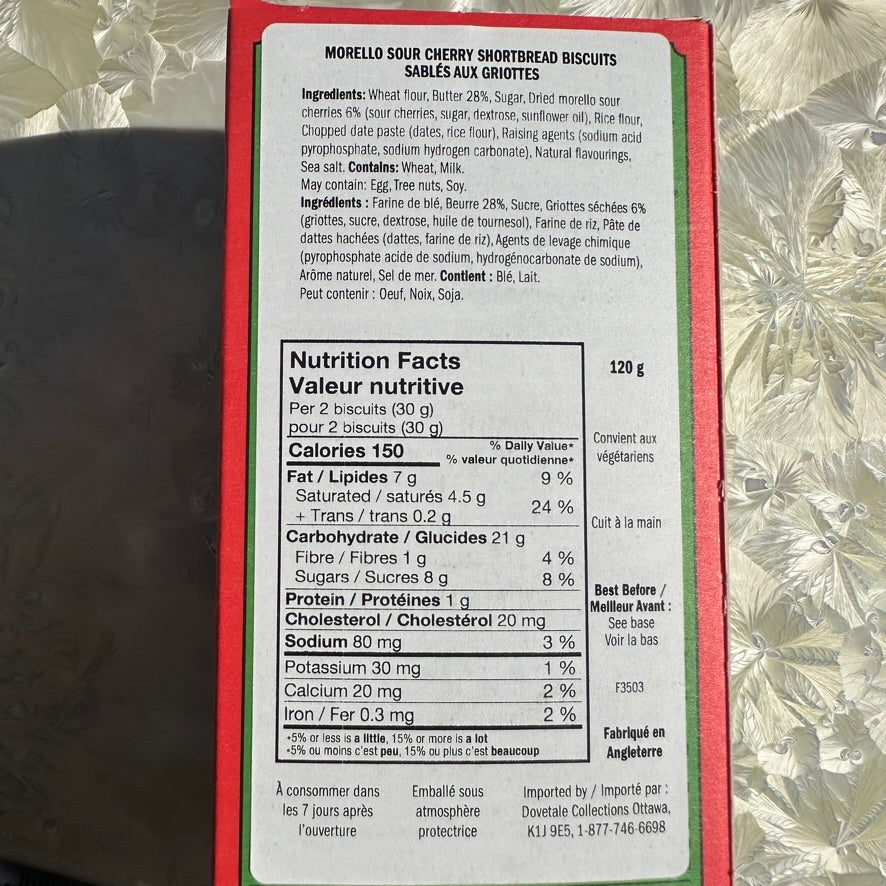 MORELLO SOUR CHERRY SHORTBREAD BISCUITS
SABLÉS AUX GRIOTTES
Ingredients: Wheat flour, Butter 28%, Sugar, Dried morello sour
cherries 6% (sour cherries, sugar, dextrose, sunflower oil), Rice flour,
Chopped date paste (dates, rice flour), Raising agents (sodium acid
pyrophosphate, sodium hydrogen carbonate), Natural flavourings,
Sea salt. Contains: Wheat, Milk.
May contain: Egg, Tree nuts, Soy.
Ingrédients : Farine de blé, Beurre 28%, Sucre, Griottes séchées 6%
(griottes, sucre, dextrose, huile de tournesol), Farine de riz, Pâte de
dattes hachées (dattes, farine de riz), Agents de levage chimique
(pyrophosphate acide de sodium, hydrogénocarbonate de sodium),
Arôme naturel, Sel de mer. Contient : Blé, Lait.
Peut contenir : Oeuf, Noix, Soja.
Nutrition Facts
Valeur nutritive
Per 2 biscuits (30 g)
pour 2 biscuits (30 g)
Calories 150
% Daily Value*
% valeur quotidienne*
Fat / Lipides 7 g 9 %
Saturated / saturés 4.5 g
+ Trans / trans 0.2 g 24 %
Carbohydrate / Glucides 21 g
Fibre / Fibres 1 g 4 %
Sugars / Sucres 8 g 8 %
Protein / Protéines 1 g
Cholesterol / Cholestérol 20 mg
Sodium 80 mg 3 %
Potassium 30 mg 1 %
Calcium 20 mg 2 %
Iron / Fer 0.3 mg 2 %
*5% or less is a little, 15% or more is a lot
*5% ou moins c'est peu, 15% ou plus c'est beaucoup
120 g
Convient aux
végétariens
Cuit à la main
Best Before /
Meilleur Avant :
See base
Voir la bas
F3503
Fabriqué en
Angleterre
À consommer dans
les 7 jours après
l'ouverture
Emballé sous
atmosphère
protectrice
Imported by / Importé par :
Dovetale Collections Ottawa,
K1J 9E5, 1-877-746-6698